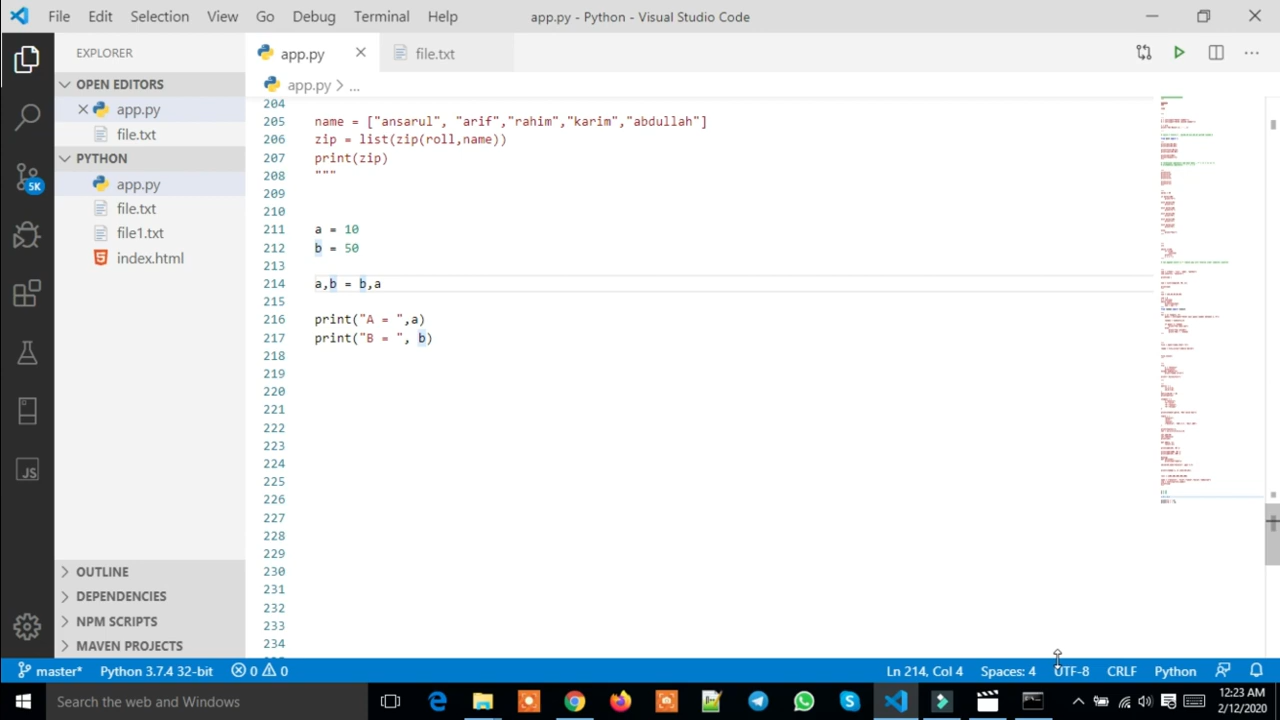 File Edit Selection View Go Debug Terminal Help app.py - Python - Visual Studio Code
EXPLORER
OPEN EDITORS
app.py
file.txt
PYTHON
5K
app.py
file.txt
file1.txt
index.html
OUTLINE
DEPENDENCIES
NPM SCRIPTS
MAVEN PROJECTS
JS
app.py file.txt
app.py > ...
204
205 name = ["ansarul", "arif","rahim","karim","abdullah"]
206 zip = list(zip(roll,name))
207 print(zip)
208 """
209
210
211 a = 10
212 b = 50
213
214 a,b = b,a
215
216 print("A = ",a)
217 print("B = ", b)
218
219
220
221
222
223
224
225
226
227
228
229
230
231
232
233
234
master* Python 3.7.4 32-bit 0 0 Ln 214, Col 4 Spaces: 4 UTF-8 CRLF Python
Search the web and Windows
12:23 AM
2/12/2020